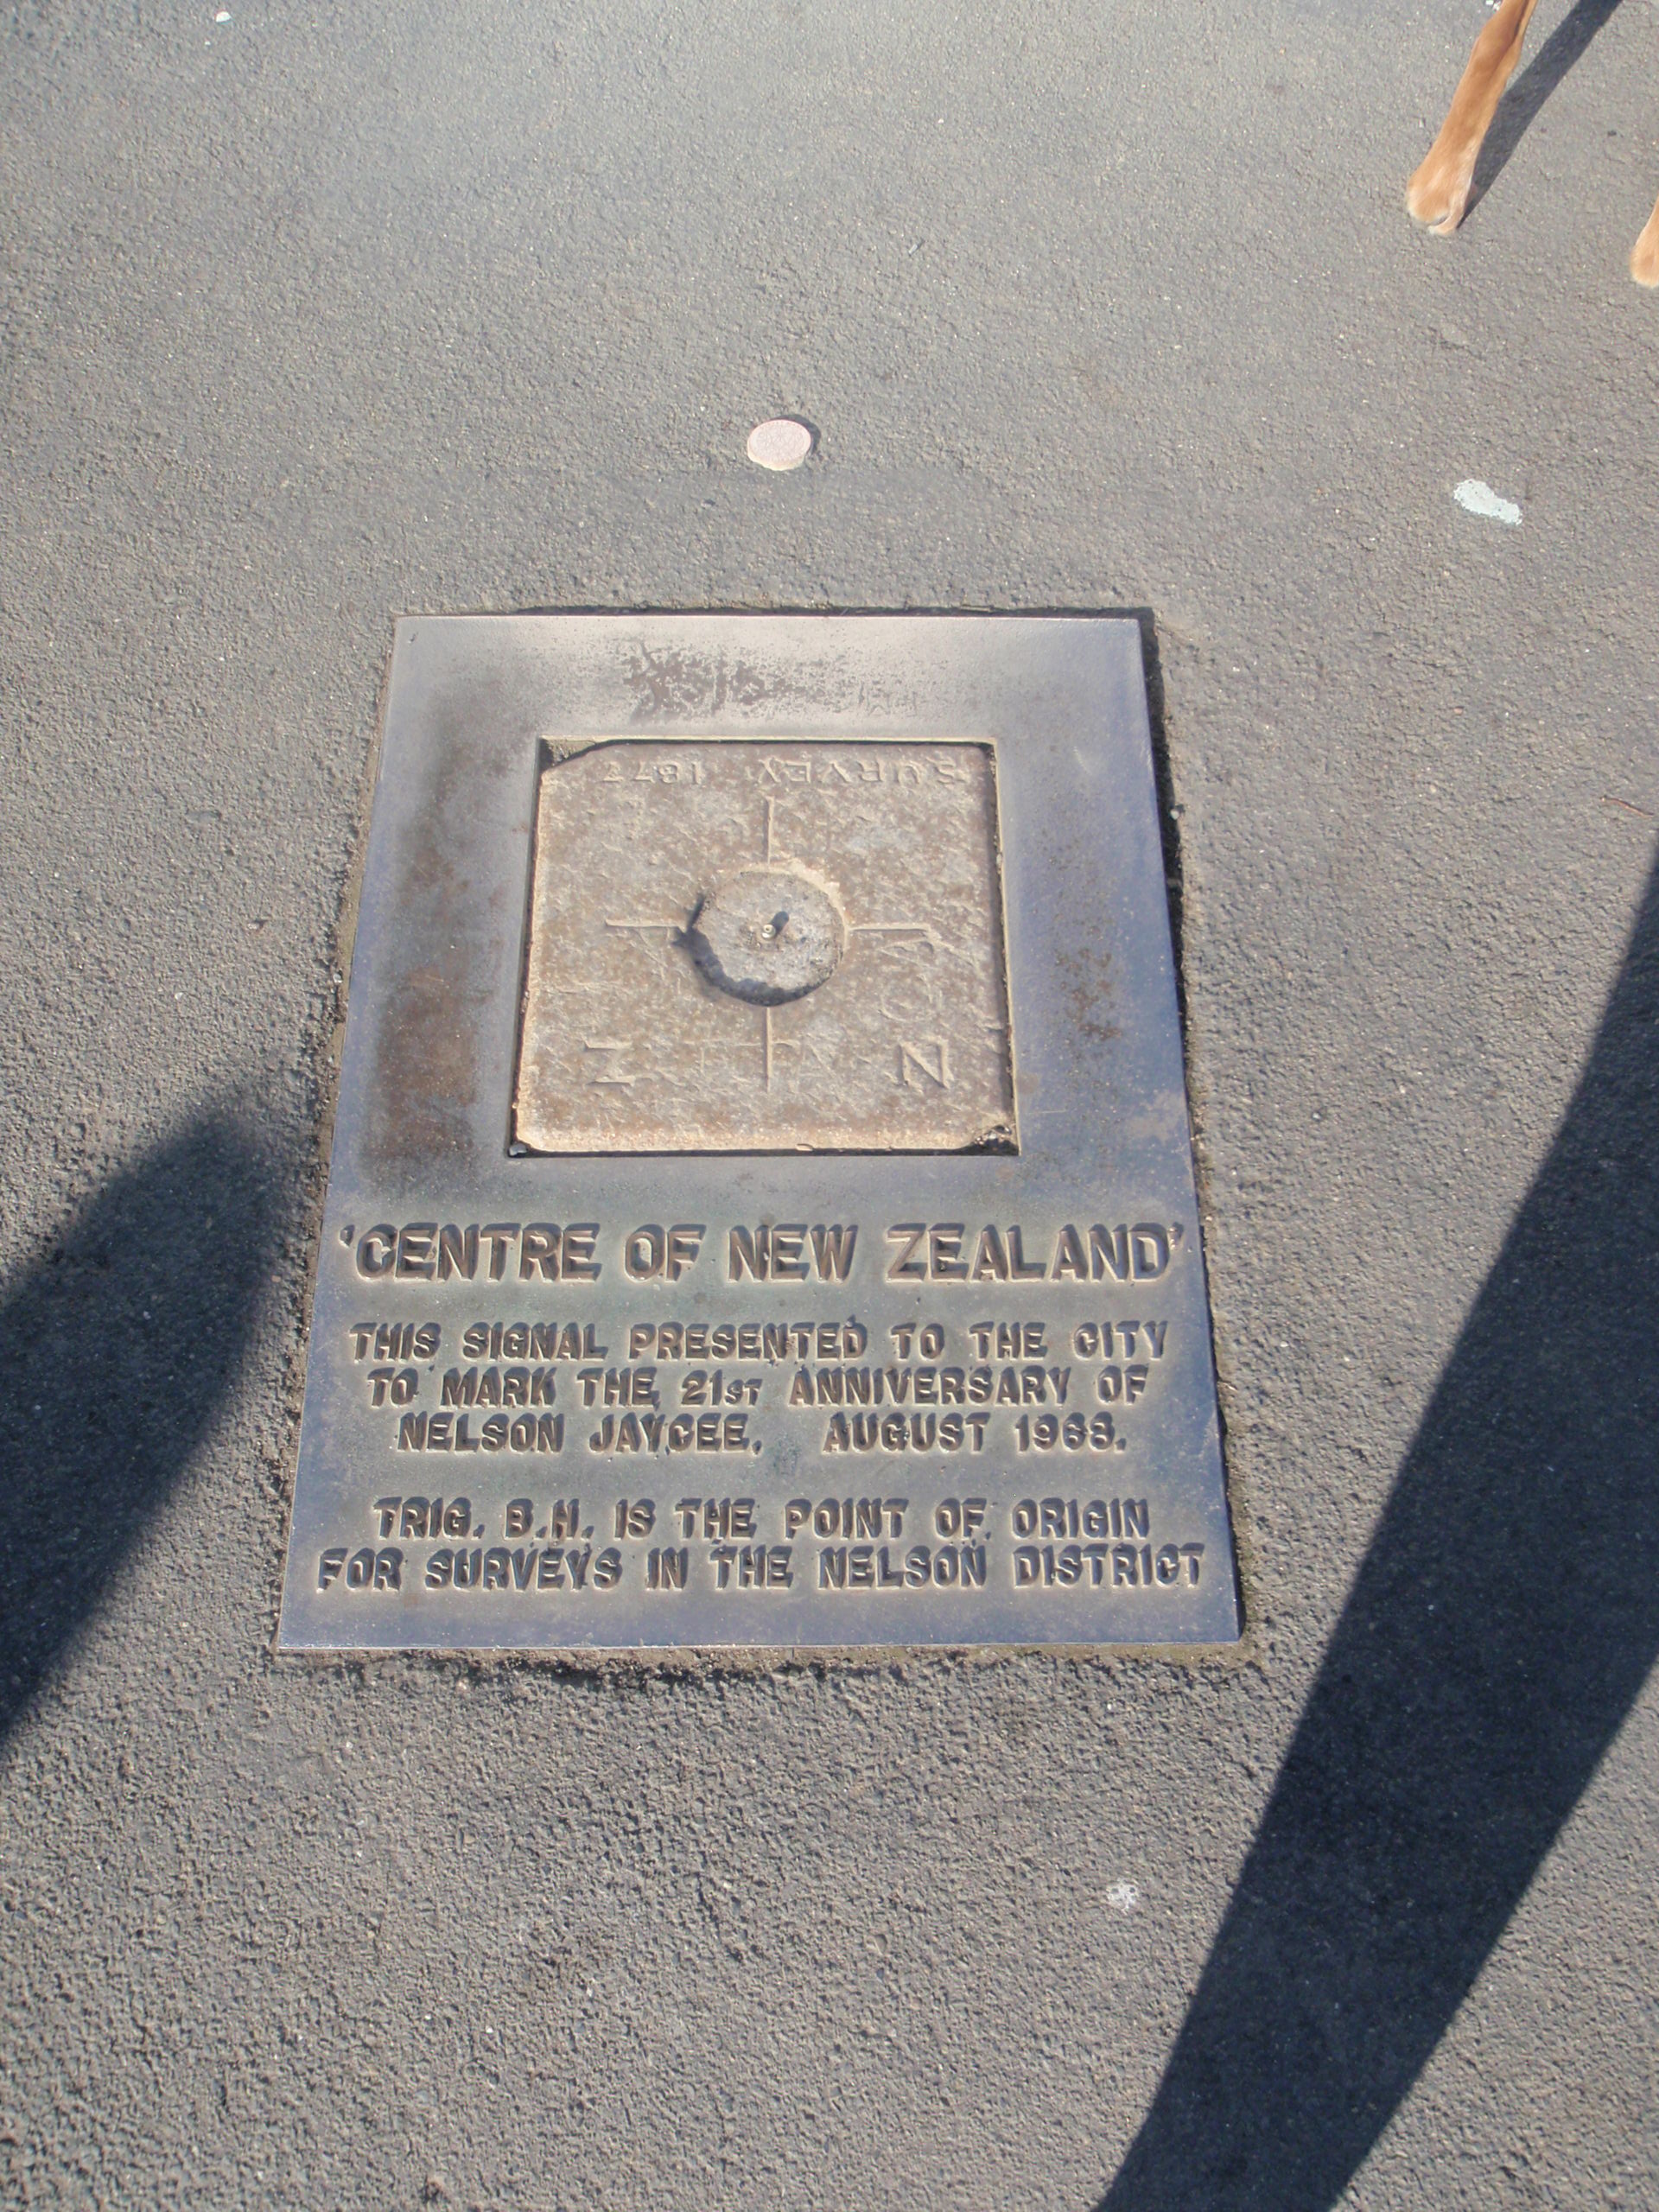 SURVEY 1877
'CENTRE OF NEW ZEALAND'
THIS SIGNAL PRESENTED TO THE CITY
TO MARK THE 21ST ANNIVERSARY OF
NELSON JAYCEE. AUGUST 1968.
TRIG. B.H. IS THE POINT OF ORIGIN
FOR SURVEYS IN THE NELSON DISTRICT